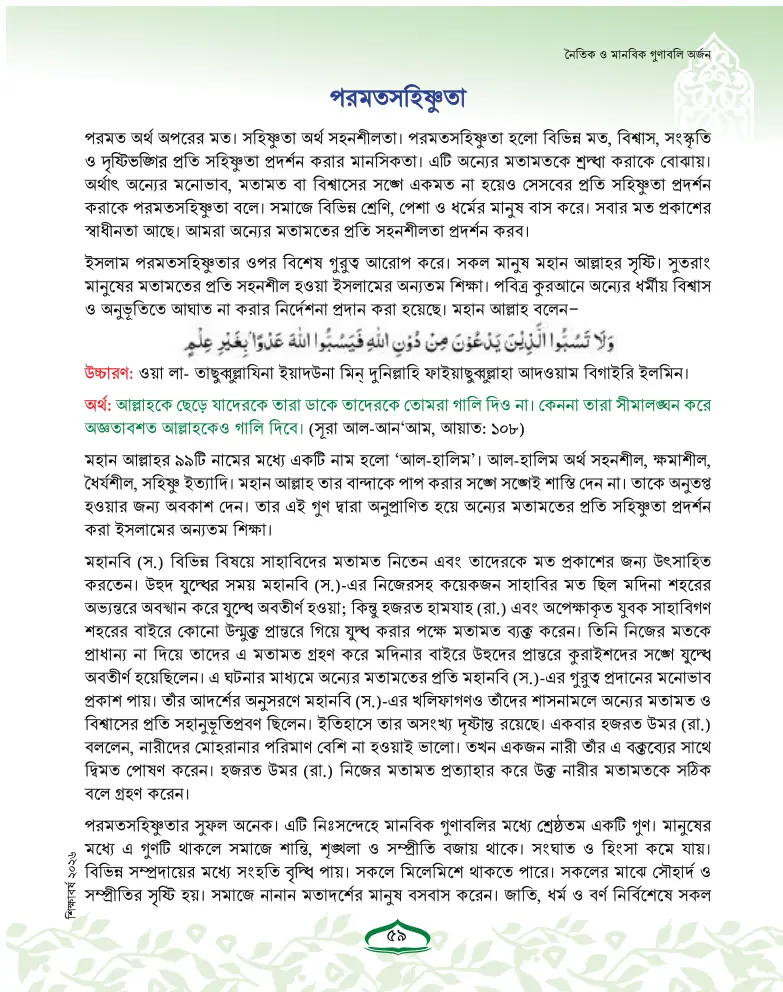 নৈতিক ও মানবিক গুণাবলি অর্জন
পরমতসহিষ্ণুতা
পরমত অর্থ অপরের মত। সহিষ্ণুতা অর্থ সহনশীলতা। পরমতসহিষ্ণুতা হলো বিভিন্ন মত, বিশ্বাস, সংস্কৃতি
ও দৃষ্টিভঙ্গির প্রতি সহিষ্ণুতা প্রদর্শন করার মানসিকতা। এটি অন্যের মতামতকে শ্রদ্ধা করাকে বোঝায়।
অর্থাৎ অন্যের মনোভাব, মতামত বা বিশ্বাসের সঙ্গে একমত না হয়েও সেসবের প্রতি সহিষ্ণুতা প্রদর্শন
করাকে পরমতসহিষ্ণুতা বলে। সমাজে বিভিন্ন শ্রেণি, পেশা ও ধর্মের মানুষ বাস করে। সবার মত প্রকাশের
স্বাধীনতা আছে। আমরা অন্যের মতামতের প্রতি সহনশীলতা প্রদর্শন করব।
ইসলাম পরমতসহিষ্ণুতার ওপর বিশেষ গুরুত্ব আরোপ করে। সকল মানুষ মহান আল্লাহর সৃষ্টি। সুতরাং
মানুষের মতামতের প্রতি সহনশীল হওয়া ইসলামের অন্যতম শিক্ষা। পবিত্র কুরআনে অন্যের ধর্মীয় বিশ্বাস
ও অনুভূতিতে আঘাত না করার নির্দেশনা প্রদান করা হয়েছে। মহান আল্লাহ বলেন–
وَلَا تَسُبُّوا الَّذِيْنَ يَدْعُوْنَ مِنْ دُوْنِ اللهِ فَيَسُبُّوا اللهَ عَدْوًا بِغَيْرِ عِلْمٍ
উচ্চারণ: ওয়া লা- তাছুব্বুল্লাযিনা ইয়াদউনা মিন্ দুনিল্লাহি ফাইয়াছুব্বুল্লাহা আদওয়াম বিগাইরি ইলমিন।
অর্থ: আল্লাহকে ছেড়ে যাদেরকে তারা ডাকে তাদেরকে তোমরা গালি দিও না। কেননা তারা সীমালঙ্ঘন করে
অজ্ঞতাবশত আল্লাহকেও গালি দিবে। (সূরা আল-আন‘আম, আয়াত: ১০৮)
মহান আল্লাহর ৯৯টি নামের মধ্যে একটি নাম হলো ‘আল-হালিম’। আল-হালিম অর্থ সহনশীল, ক্ষমাশীল,
ধৈর্যশীল, সহিষ্ণু ইত্যাদি। মহান আল্লাহ তার বান্দাকে পাপ করার সঙ্গে সঙ্গেই শাস্তি দেন না। তাকে অনুতপ্ত
হওয়ার জন্য অবকাশ দেন। তার এই গুণ দ্বারা অনুপ্রাণিত হয়ে অন্যের মতামতের প্রতি সহিষ্ণুতা প্রদর্শন
করা ইসলামের অন্যতম শিক্ষা।
মহানবি (স.) বিভিন্ন বিষয়ে সাহাবিদের মতামত নিতেন এবং তাদেরকে মত প্রকাশের জন্য উৎসাহিত
করতেন। উহুদ যুদ্ধের সময় মহানবি (স.)-এর নিজেরসহ কয়েকজন সাহাবির মত ছিল মদিনা শহরের
অভ্যন্তরে অবস্থান করে যুদ্ধে অবতীর্ণ হওয়া; কিন্তু হজরত হামযাহ (রা.) এবং অপেক্ষাকৃত যুবক সাহাবিগণ
শহরের বাইরে কোনো উন্মুক্ত প্রান্তরে গিয়ে যুদ্ধ করার পক্ষে মতামত ব্যক্ত করেন। তিনি নিজের মতকে
প্রাধান্য না দিয়ে তাদের এ মতামত গ্রহণ করে মদিনার বাইরে উহুদের প্রান্তরে কুরাইশদের সঙ্গে যুদ্ধে
অবতীর্ণ হয়েছিলেন। এ ঘটনার মাধ্যমে অন্যের মতামতের প্রতি মহানবি (স.)-এর গুরুত্ব প্রদানের মনোভাব
প্রকাশ পায়। তাঁর আদর্শের অনুসরণে মহানবি (স.)-এর খলিফাগণও তাঁদের শাসনামলে অন্যের মতামত ও
বিশ্বাসের প্রতি সহানুভূতিপ্রবণ ছিলেন। ইতিহাসে তার অসংখ্য দৃষ্টান্ত রয়েছে। একবার হজরত উমর (রা.)
বললেন, নারীদের মোহরানার পরিমাণ বেশি না হওয়াই ভালো। তখন একজন নারী তাঁর এ বক্তব্যের সাথে
দ্বিমত পোষণ করেন। হজরত উমর (রা.) নিজের মতামত প্রত্যাহার করে উক্ত নারীর মতামতকে সঠিক
বলে গ্রহণ করেন।
পরমতসহিষ্ণুতার সুফল অনেক। এটি নিঃসন্দেহে মানবিক গুণাবলির মধ্যে শ্রেষ্ঠতম একটি গুণ। মানুষের
মধ্যে এ গুণটি থাকলে সমাজে শান্তি, শৃঙ্খলা ও সম্প্রীতি বজায় থাকে। সংঘাত ও হিংসা কমে যায়।
বিভিন্ন সম্প্রদায়ের মধ্যে সংহতি বৃদ্ধি পায়। সকলে মিলেমিশে থাকতে পারে। সকলের মাঝে সৌহার্দ ও
সম্প্রীতির সৃষ্টি হয়। সমাজে নানান মতাদর্শের মানুষ বসবাস করেন। জাতি, ধর্ম ও বর্ণ নির্বিশেষে সকল
শিক্ষাবর্ষ ২০২৬
৫৯